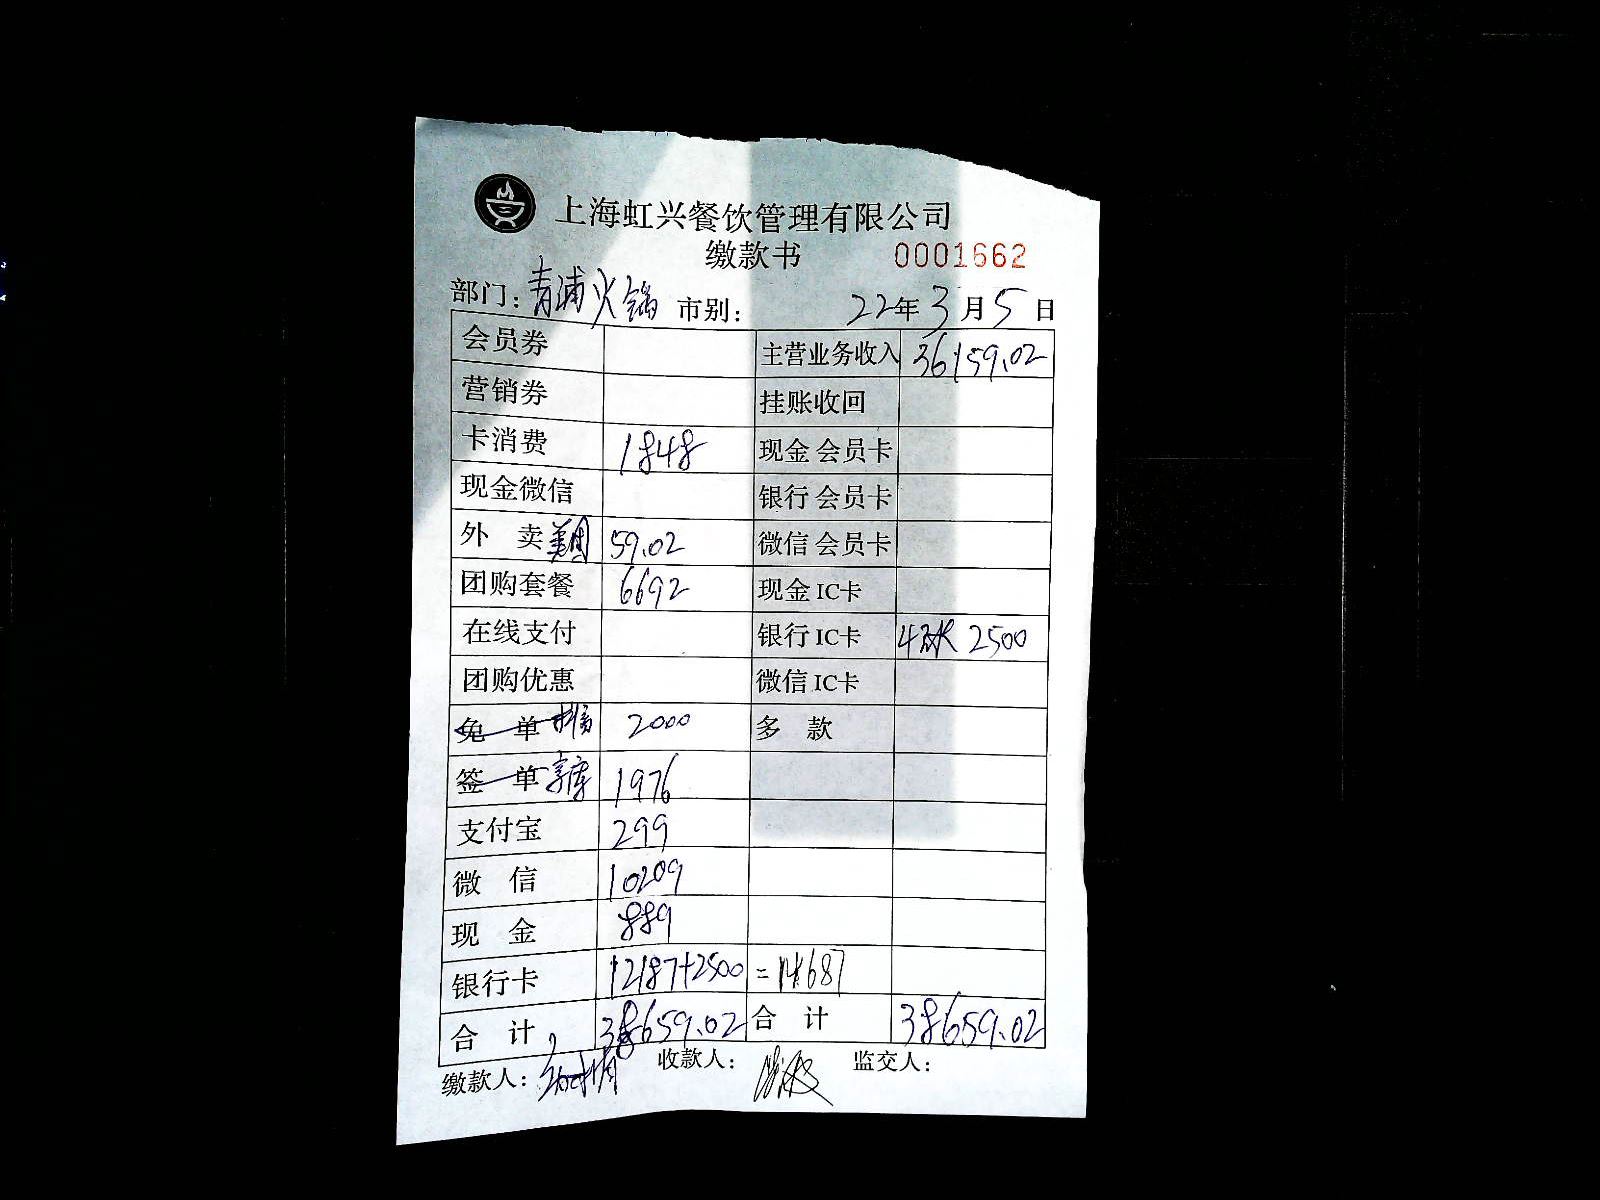 上海虹兴餐饮管理有限公司
缴款书 0001662
部门: 青浦火锅 市别: 22年3月5日
会员券 主营业务收入 36159.02
营销券 挂账收回
卡消费 1848 现金 会员卡
现金微信 银行 会员卡
外 卖 美团 59.02 微信 会员卡
团购套餐 6692 现金 IC卡
在线支付 银行 IC卡 2500
团购优惠 微信 IC卡
免 单 2000 多 款
签 单 1976
支付宝 299
微 信 10209
现 金 889
银行卡 12187+2500 =14687
合 计 38659.02 合 计 38659.02
缴款人: 收款人: 监交人: